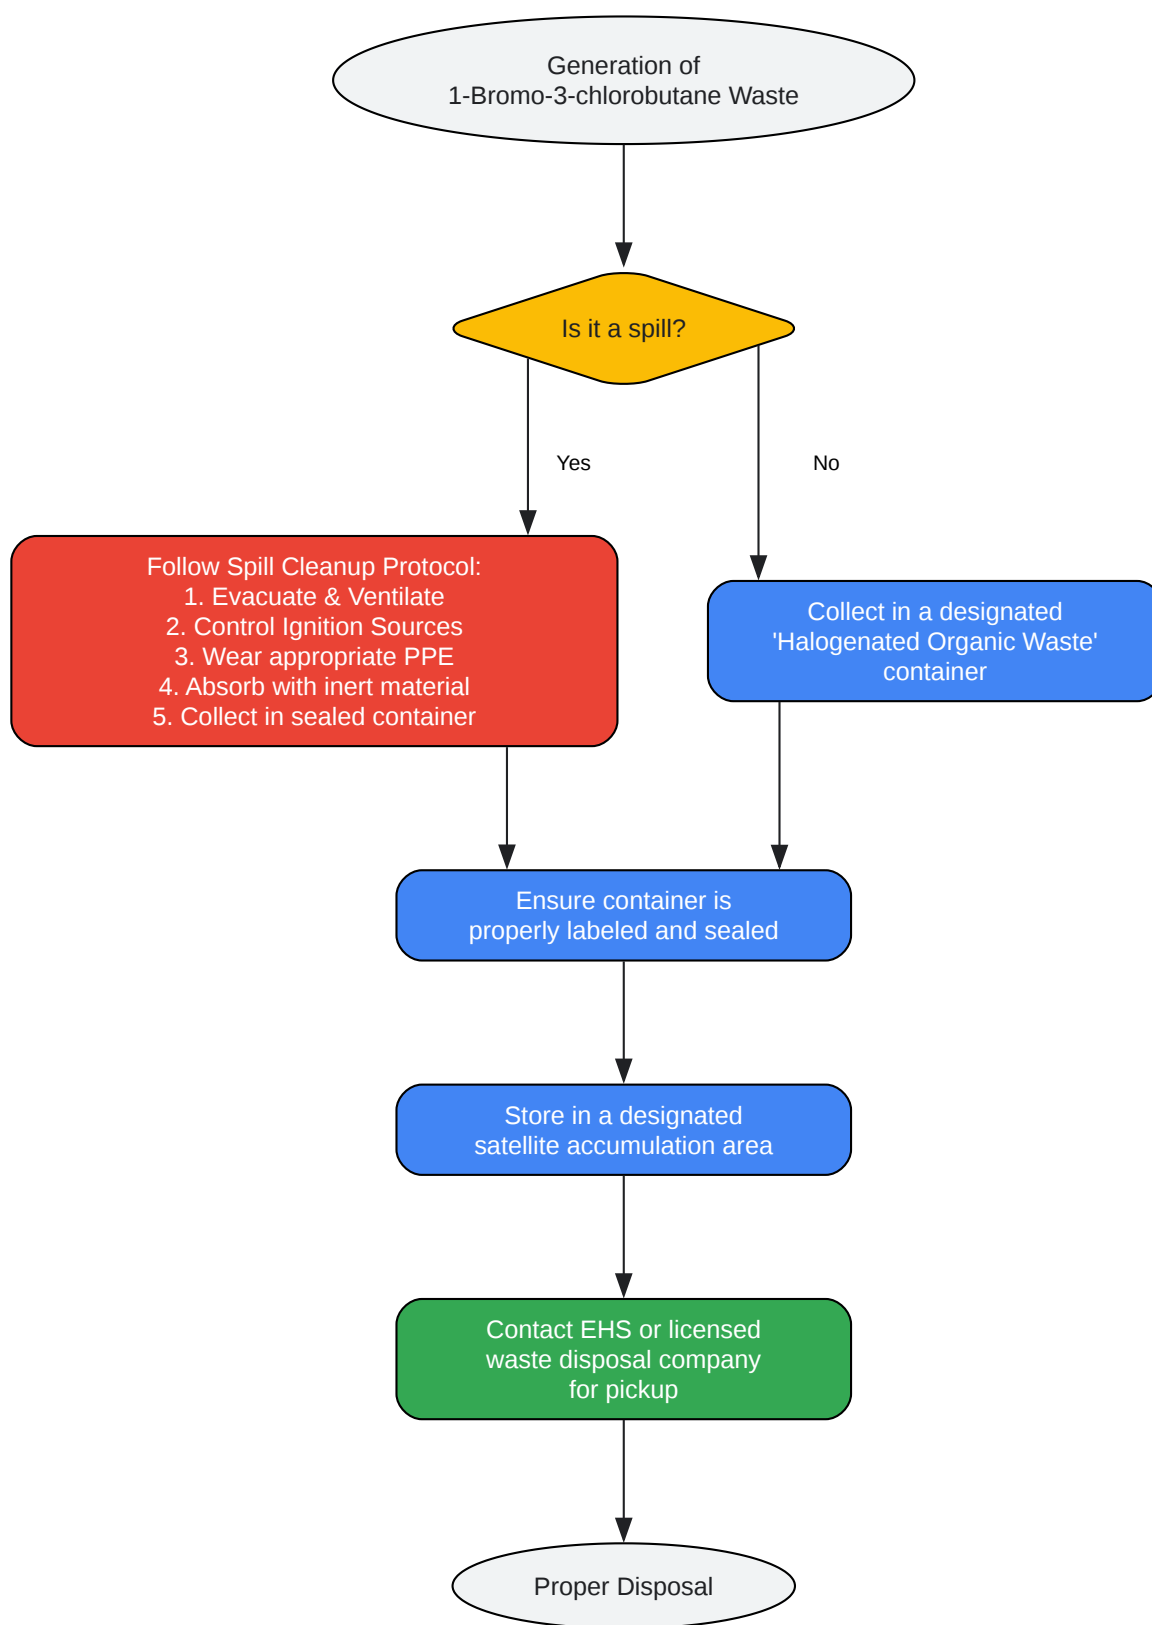 Generation of
1-Bromo-3-chlorobutane Waste
Is it a spill?
Yes
No
Follow Spill Cleanup Protocol:
1. Evacuate & Ventilate
2. Control Ignition Sources
3. Wear appropriate PPE
4. Absorb with inert material
5. Collect in sealed container
Collect in a designated
'Halogenated Organic Waste'
container
Ensure container is
properly labeled and sealed
Store in a designated
satellite accumulation area
Contact EHS or licensed
waste disposal company
for pickup
Proper Disposal